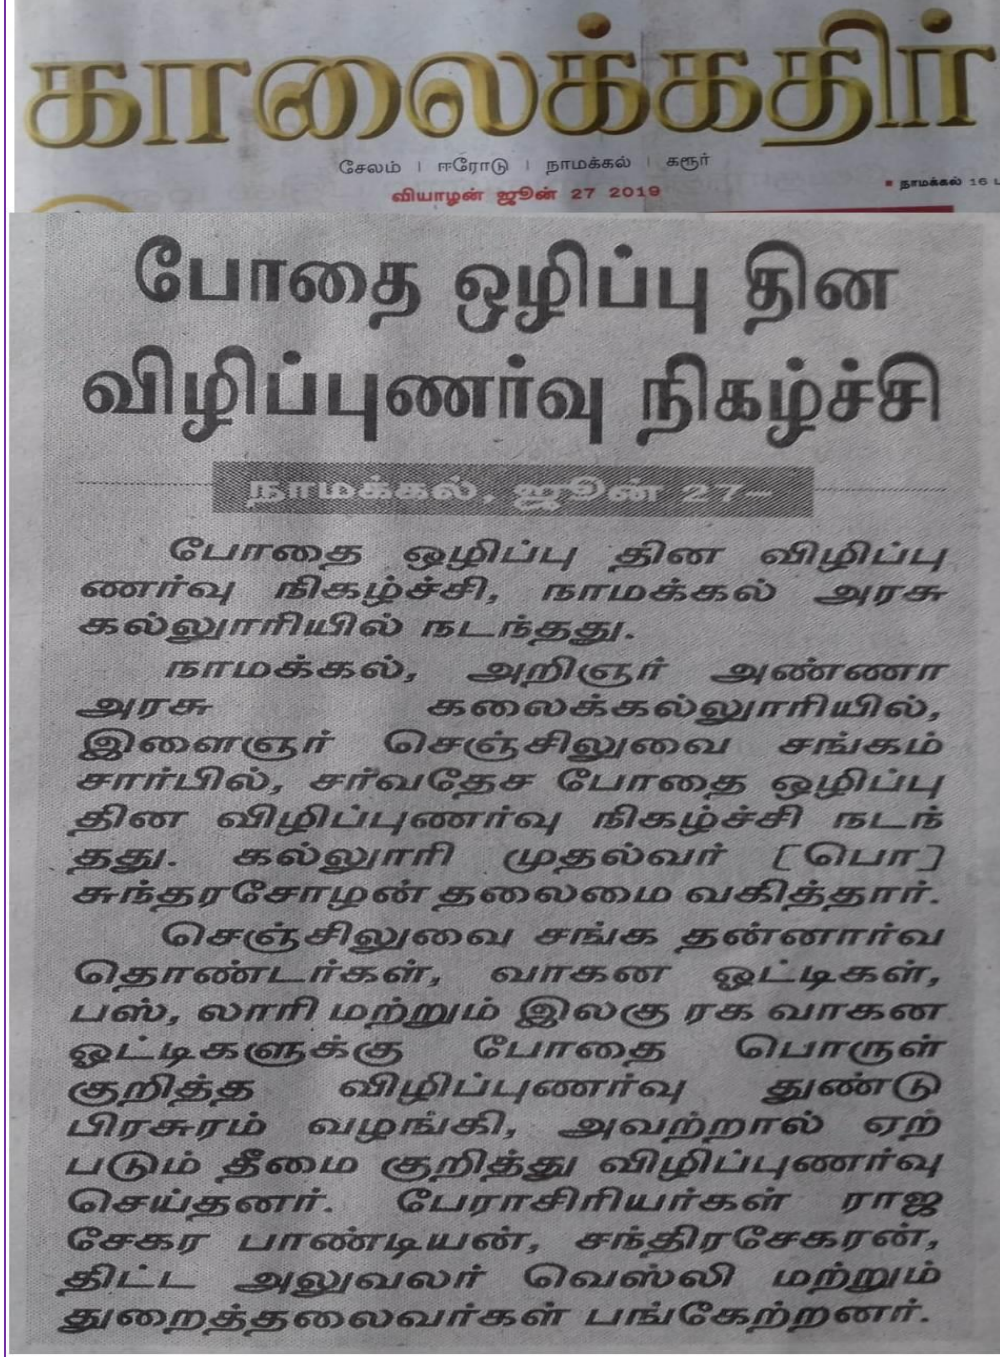 காலைக்கதிர்
சேலம் | ஈரோடு | நாமக்கல் | கரூர்
வியாழன் ஜூன் 27 2019
▪ நாமக்கல் 16
போதை ஒழிப்பு தின
விழிப்புணர்வு நிகழ்ச்சி
நாமக்கல், ஜூன் 27–
போதை ஒழிப்பு தின விழிப்பு
ணர்வு நிகழ்ச்சி, நாமக்கல் அரசு
கல்லுாரியில் நடந்தது.
நாமக்கல், அறிஞர் அண்ணா
அரசு கலைக்கல்லுாரியில்,
இளைஞர் செஞ்சிலுவை சங்கம்
சார்பில், சர்வதேச போதை ஒழிப்பு
தின விழிப்புணர்வு நிகழ்ச்சி நடந்
தது. கல்லுாரி முதல்வர் [பொ]
சுந்தரசோழன் தலைமை வகித்தார்.
செஞ்சிலுவை சங்க தன்னார்வ
தொண்டர்கள், வாகன ஓட்டிகள்,
பஸ், லாரி மற்றும் இலகு ரக வாகன
ஓட்டிகளுக்கு போதை பொருள்
குறித்த விழிப்புணர்வு துண்டு
பிரசுரம் வழங்கி, அவற்றால் ஏற்
படும் தீமை குறித்து விழிப்புணர்வு
செய்தனர். பேராசிரியர்கள் ராஜ
சேகர பாண்டியன், சந்திரசேகரன்,
திட்ட அலுவலர் வெஸ்லி மற்றும்
துறைத்தலைவர்கள் பங்கேற்றனர்.